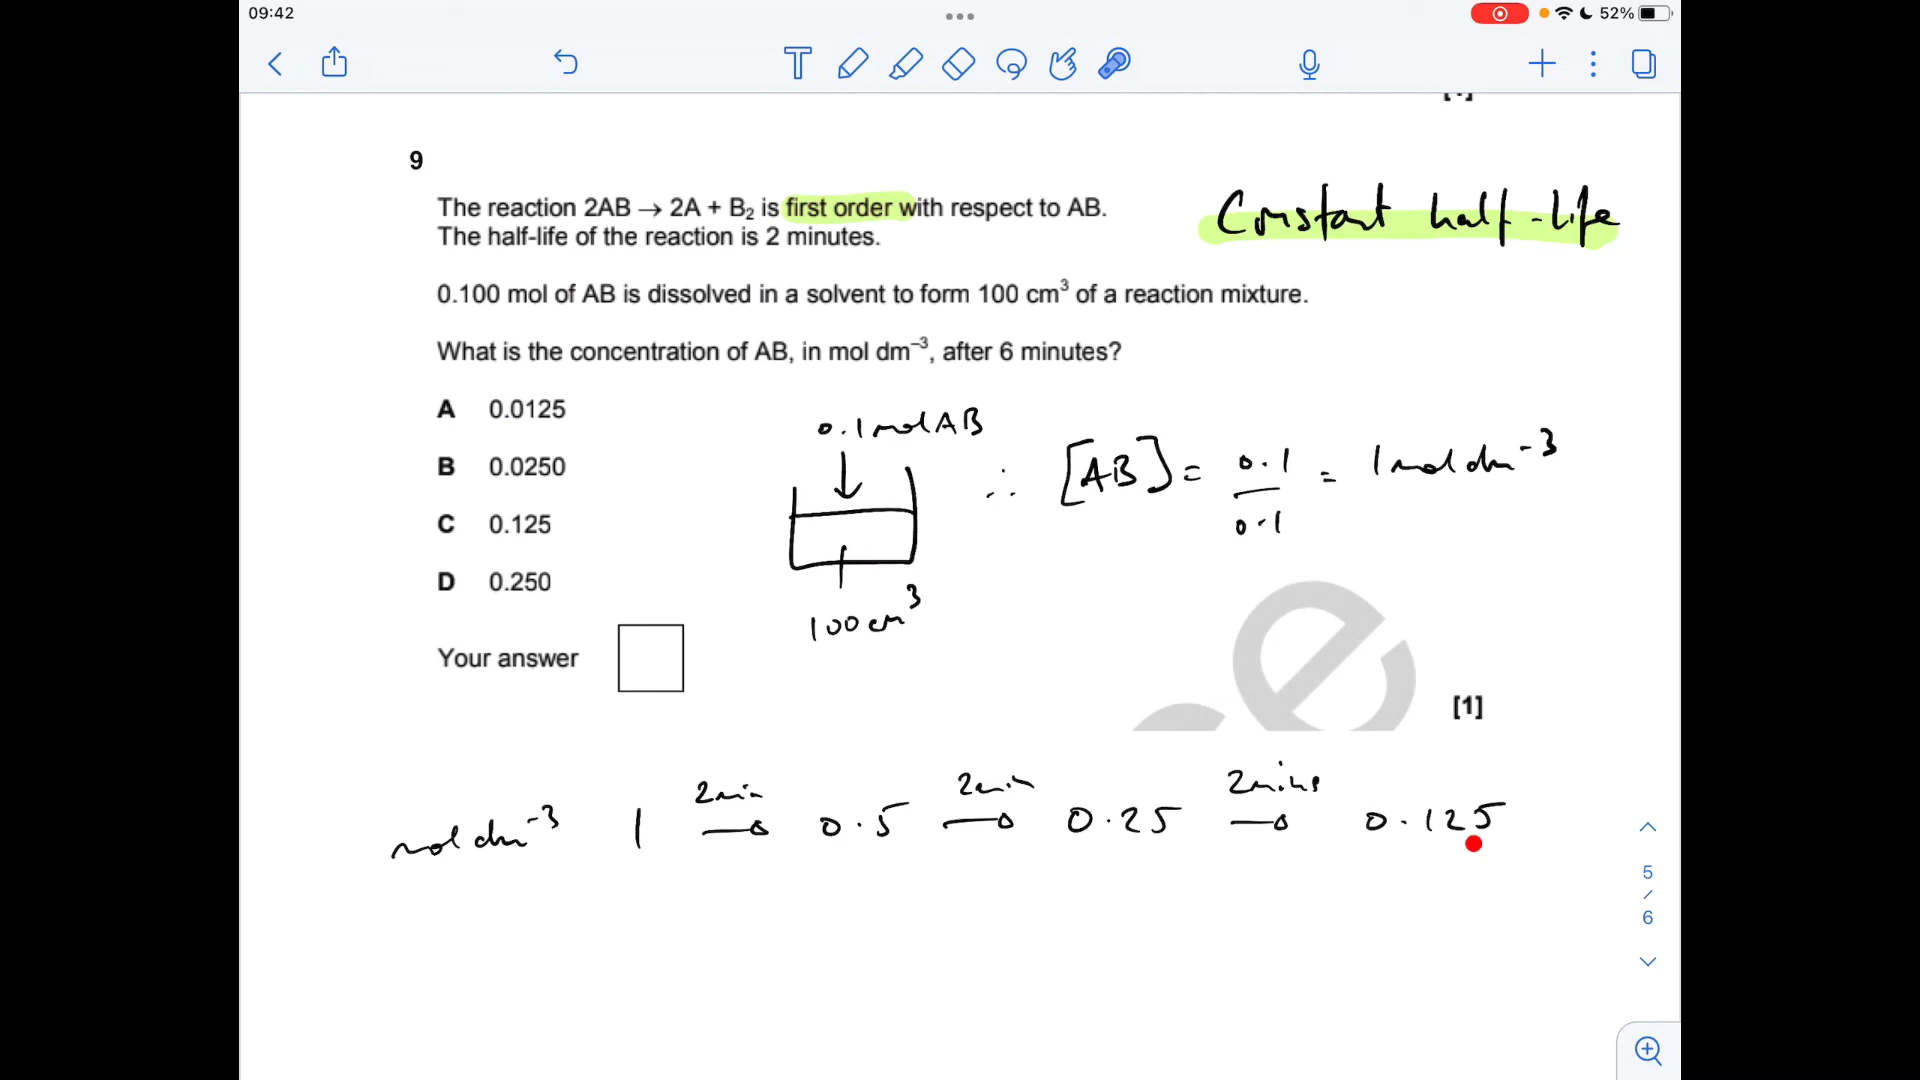 09:42
52%
9
The reaction 2AB → 2A + B₂ is first order with respect to AB.
The half-life of the reaction is 2 minutes.
Constant half-life
0.100 mol of AB is dissolved in a solvent to form 100 cm³ of a reaction mixture.
What is the concentration of AB, in mol dm⁻³, after 6 minutes?
A 0.0125
B 0.0250
C 0.125
D 0.250
0.1 mol AB
∴ [AB] = 0.1 / 0.1 = 1 mol dm⁻³
100 cm³
Your answer
[1]
mol dm⁻³ 1 2min → 0.5 2min → 0.25 2mins → 0.125
5
/
6